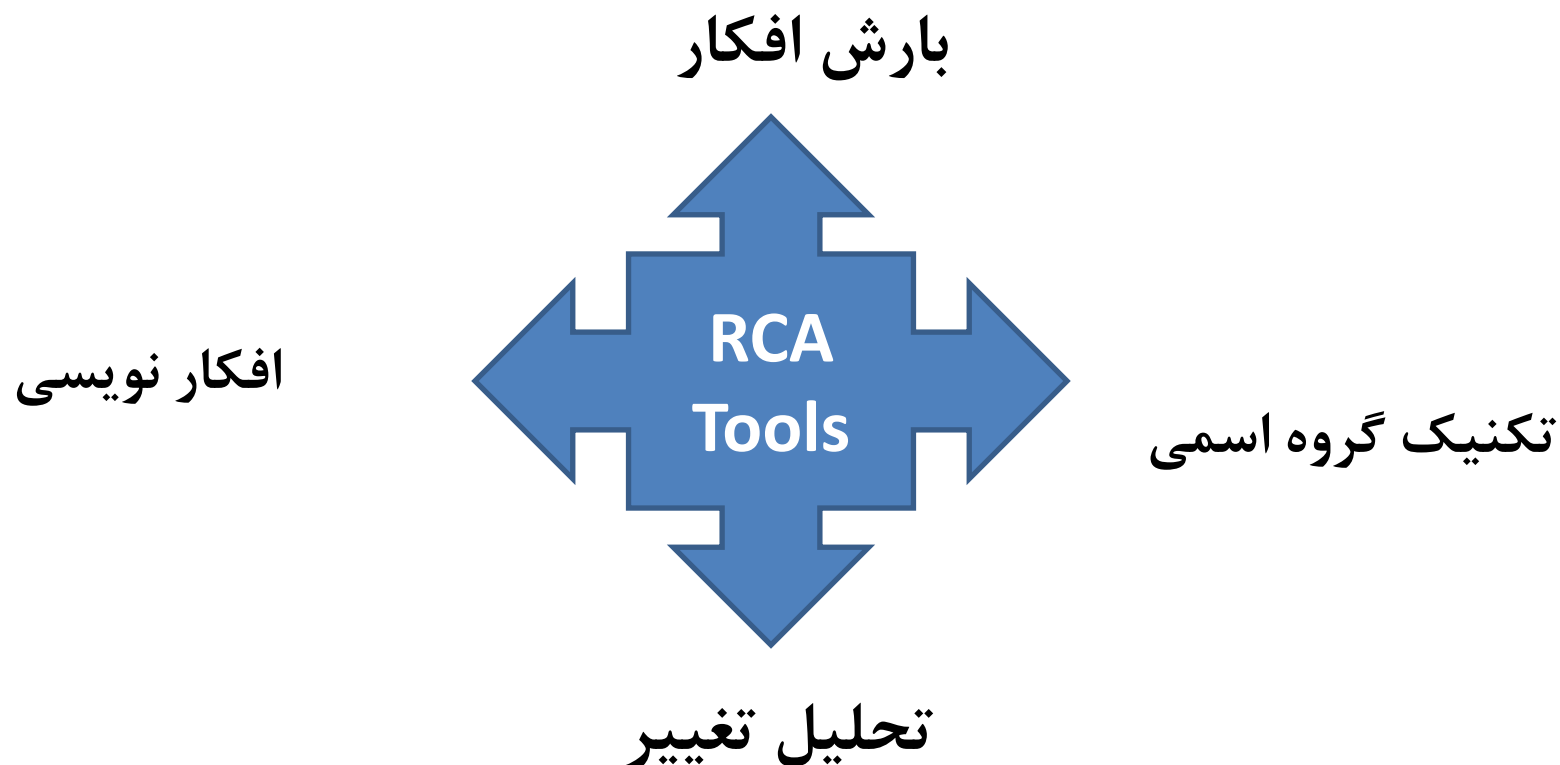 بارش افکار
RCA
Tools
افکار نویسی
تکنیک گروه اسمی
تحلیل تغییر